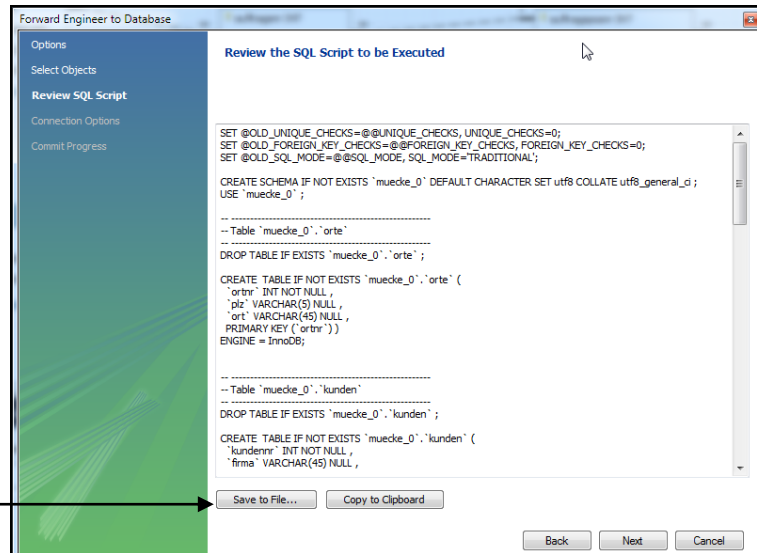 Forward Engineer to Database
Options
Select Objects
Review SQL Script
Connection Options
Commit Progress
Review the SQL Script to be Executed
SET @OLD_UNIQUE_CHECKS=@@UNIQUE_CHECKS, UNIQUE_CHECKS=0;
SET @OLD_FOREIGN_KEY_CHECKS=@@FOREIGN_KEY_CHECKS, FOREIGN_KEY_CHECKS=0;
SET @OLD_SQL_MODE=@@SQL_MODE, SQL_MODE='TRADITIONAL';
CREATE SCHEMA IF NOT EXISTS `muecke_0` DEFAULT CHARACTER SET utf8 COLLATE utf8_general_ci ;
USE `muecke_0` ;
-- -----------------------------------------------------
-- Table `muecke_0`.`orte`
-- -----------------------------------------------------
DROP TABLE IF EXISTS `muecke_0`.`orte` ;
CREATE  TABLE IF NOT EXISTS `muecke_0`.`orte` (
`ortnr` INT NOT NULL ,
`plz` VARCHAR(5) NULL ,
`ort` VARCHAR(45) NULL ,
PRIMARY KEY (`ortnr`) )
ENGINE = InnoDB;
-- -----------------------------------------------------
-- Table `muecke_0`.`kunden`
-- -----------------------------------------------------
DROP TABLE IF EXISTS `muecke_0`.`kunden` ;
CREATE  TABLE IF NOT EXISTS `muecke_0`.`kunden` (
`kundennr` INT NOT NULL ,
`firma` VARCHAR(45) NULL ,
Save to File...
Copy to Clipboard
Back
Next
Cancel